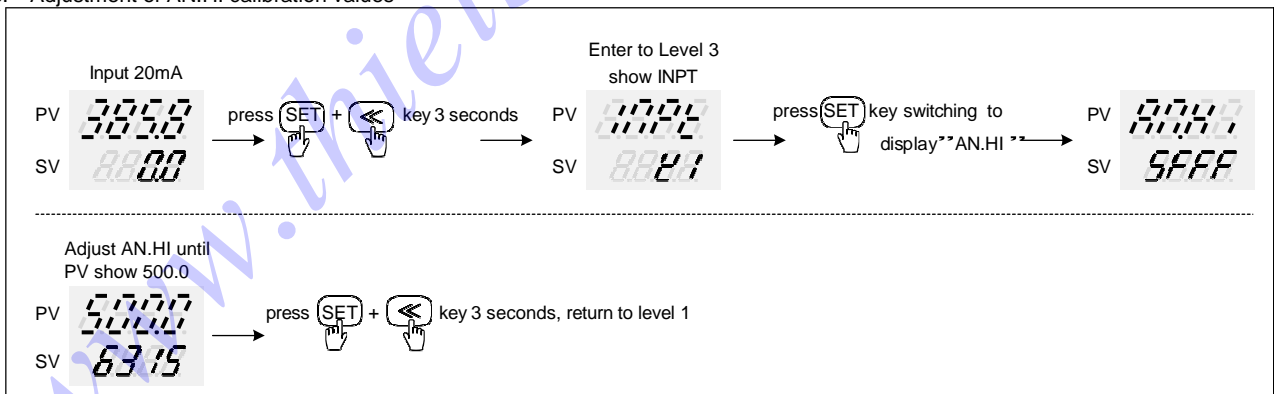 Adjustment of AN.HI calibration values
Input 20mA
PV 385.8
SV 0.0
press SET + ≪ key 3 seconds
Enter to Level 3
show INPT
PV INPt
SV K1
press SET key switching to
display "AN.HI"
PV AN.HI
SV 5FFF
Adjust AN.HI until
PV show 500.0
PV 500.0
SV 6315
press SET + ≪ key 3 seconds, return to level 1
www.thie